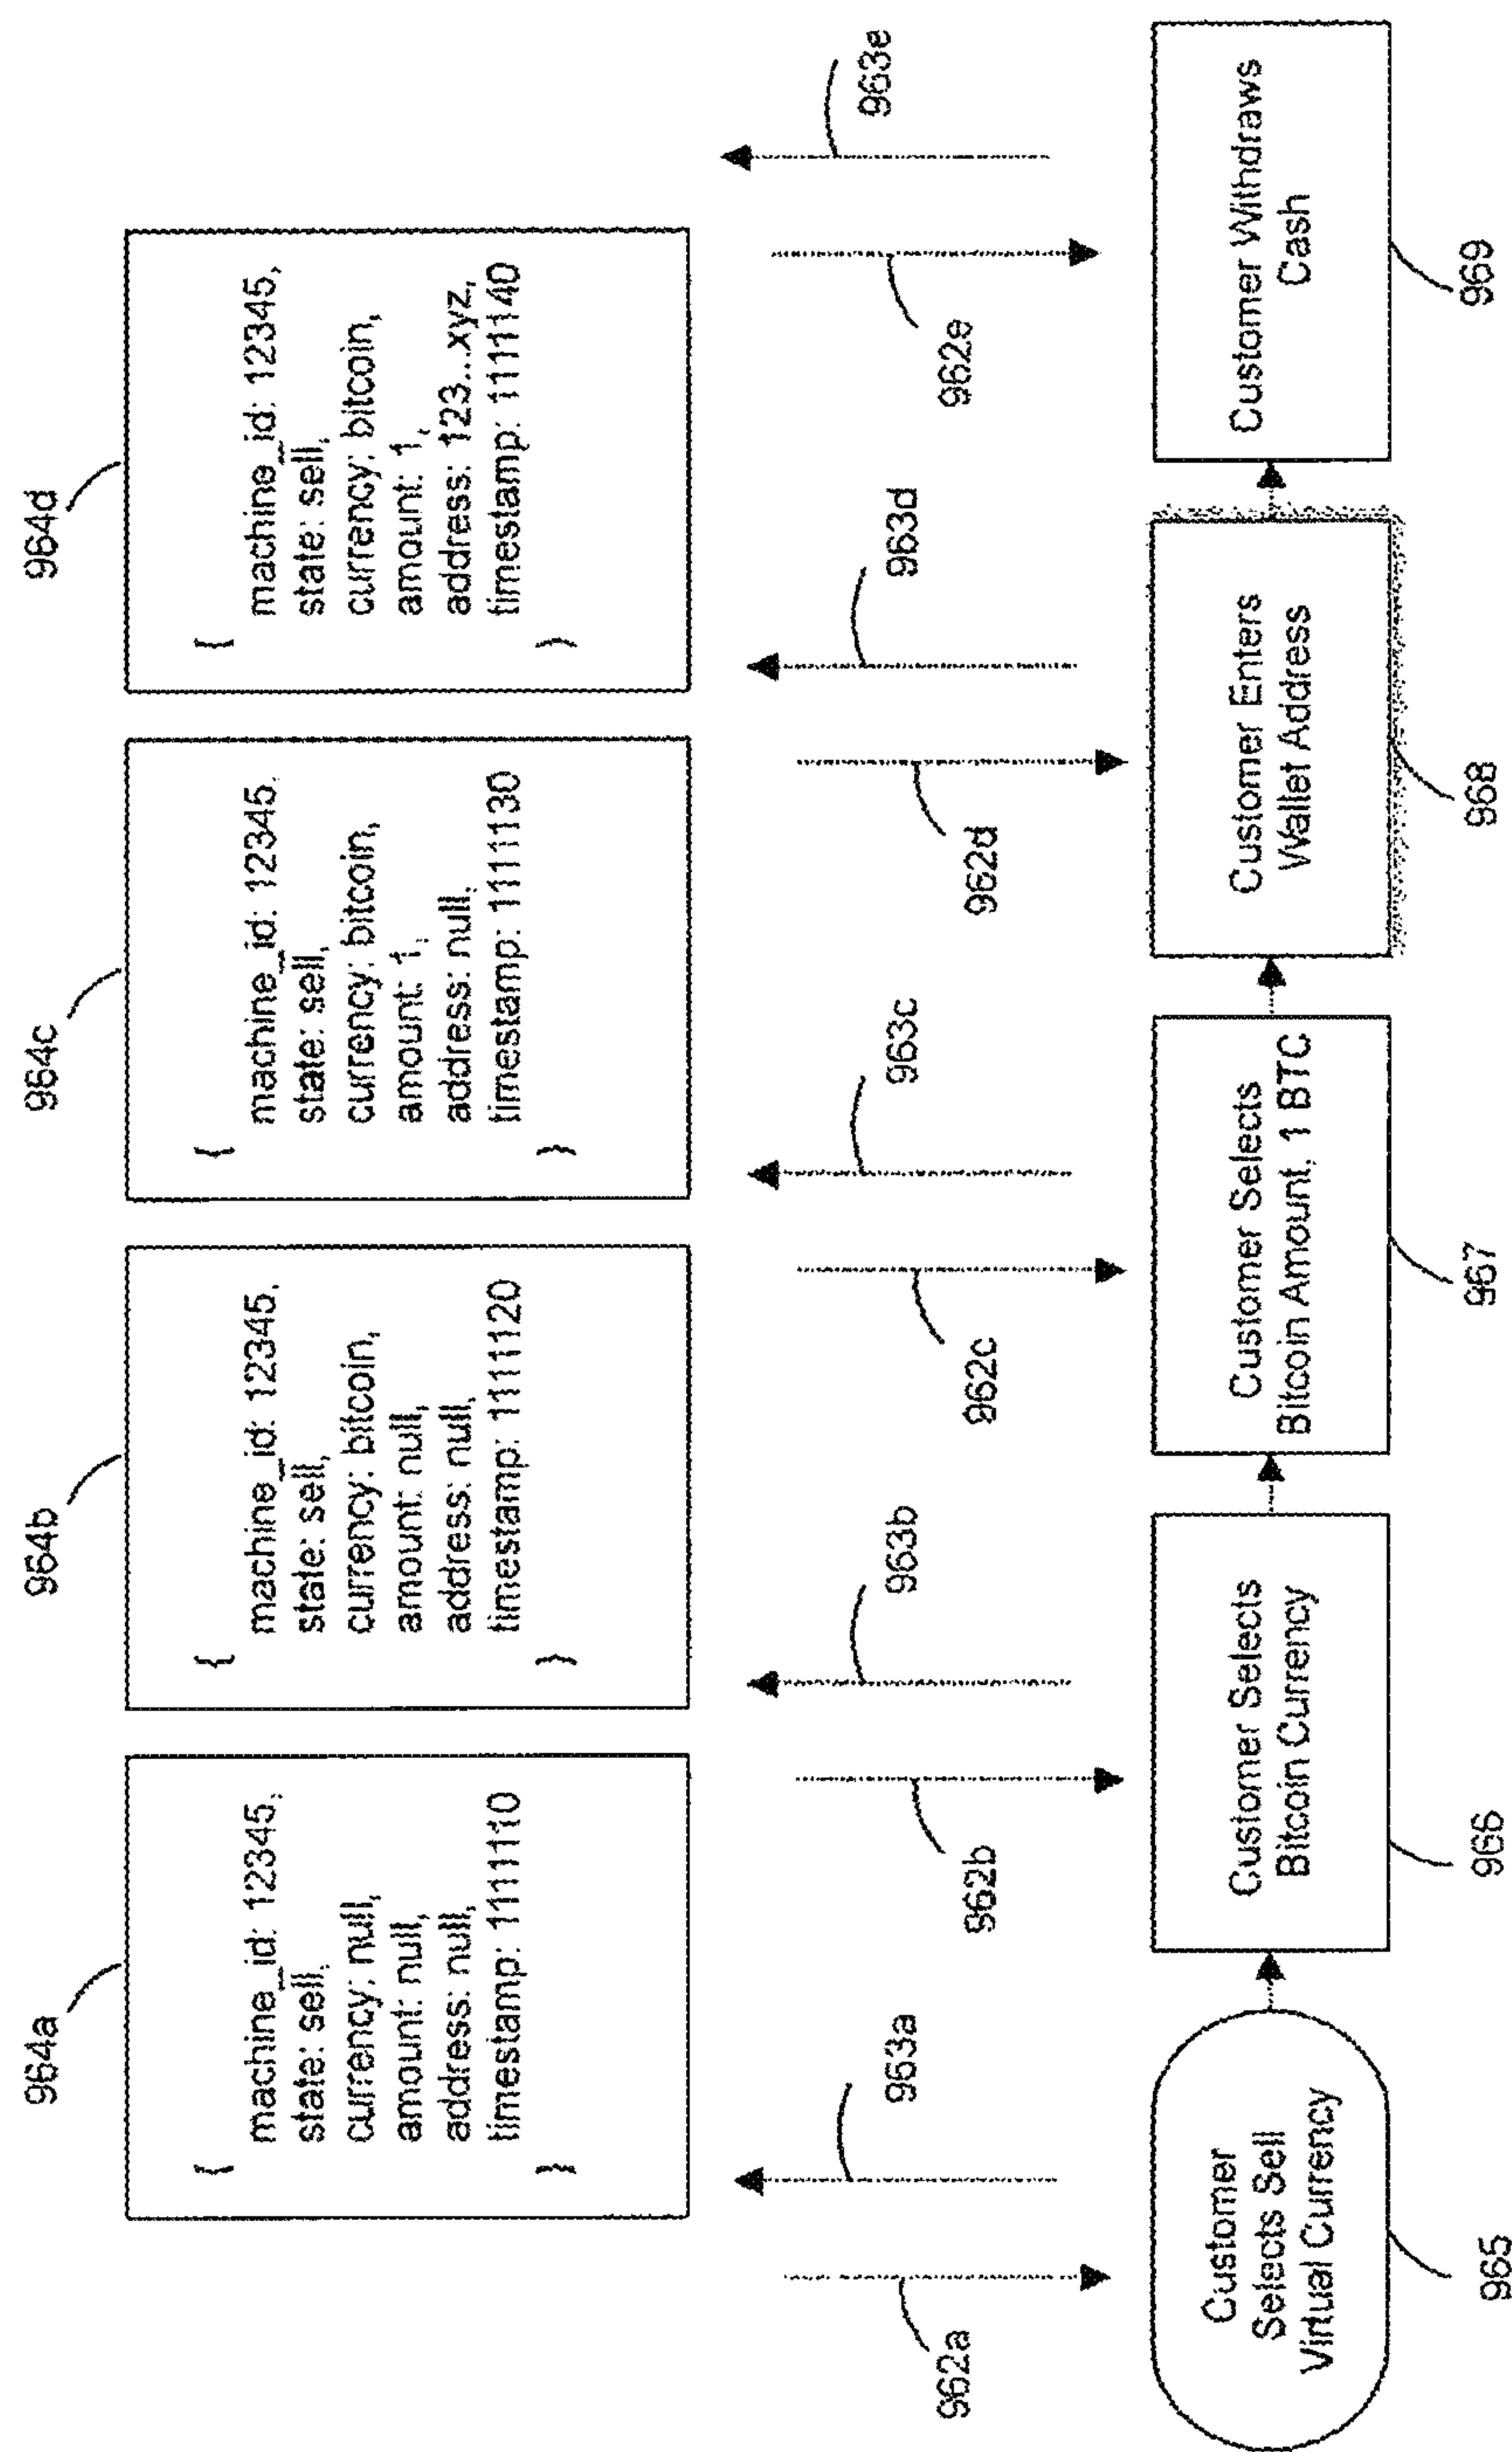 964a
964b
964c
964d
{
machine_id: 12345,
state: sell,
currency: null,
amount: null,
address: null,
timestamp: 1111110
}
{
machine_id: 12345,
state: sell,
currency: bitcoin,
amount: null,
address: null,
timestamp: 1111120
}
{
machine_id: 12345,
state: sell,
currency: bitcoin,
amount: 1,
address: null,
timestamp: 1111130
}
{
machine_id: 12345,
state: sell,
currency: bitcoin,
amount: 1,
address: 123...xyz,
timestamp: 1111140
}
962a
963a
962b
963b
962c
963c
962d
963d
962e
963e
Customer
Selects Sell
Virtual Currency
Customer Selects
Bitcoin Currency
Customer Selects
Bitcoin Amount, 1 BTC
Customer Enters
Wallet Address
Customer Withdraws
Cash
965
966
967
968
969